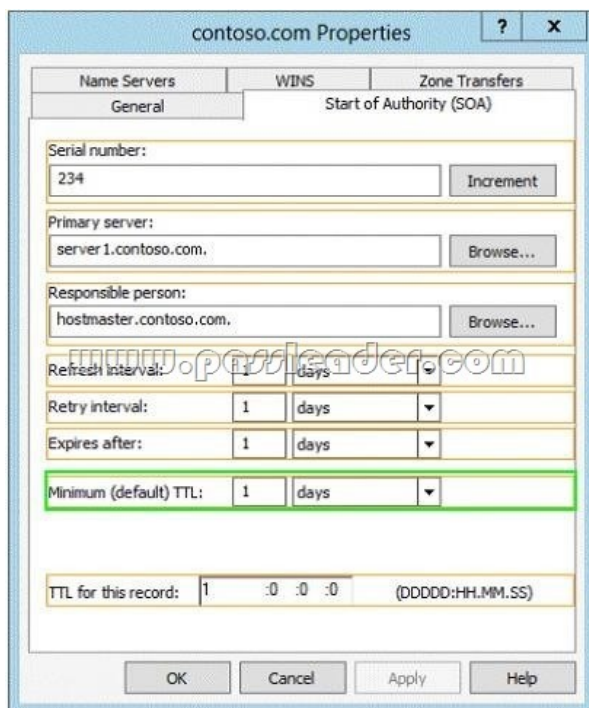 contoso.com Properties ? x
Name Servers WINS Zone Transfers
General Start of Authority (SOA)
Serial number:
234 Increment
Primary server:
server1.contoso.com. Browse...
Responsible person:
hostmaster.contoso.com. Browse...
www.passleader.com
Refresh interval: 1 days
Retry interval: 1 days
Expires after: 1 days
Minimum (default) TTL: 1 days
TTL for this record: 1 :0 :0 :0 (DDDDD:HH.MM.SS)
OK Cancel Apply Help